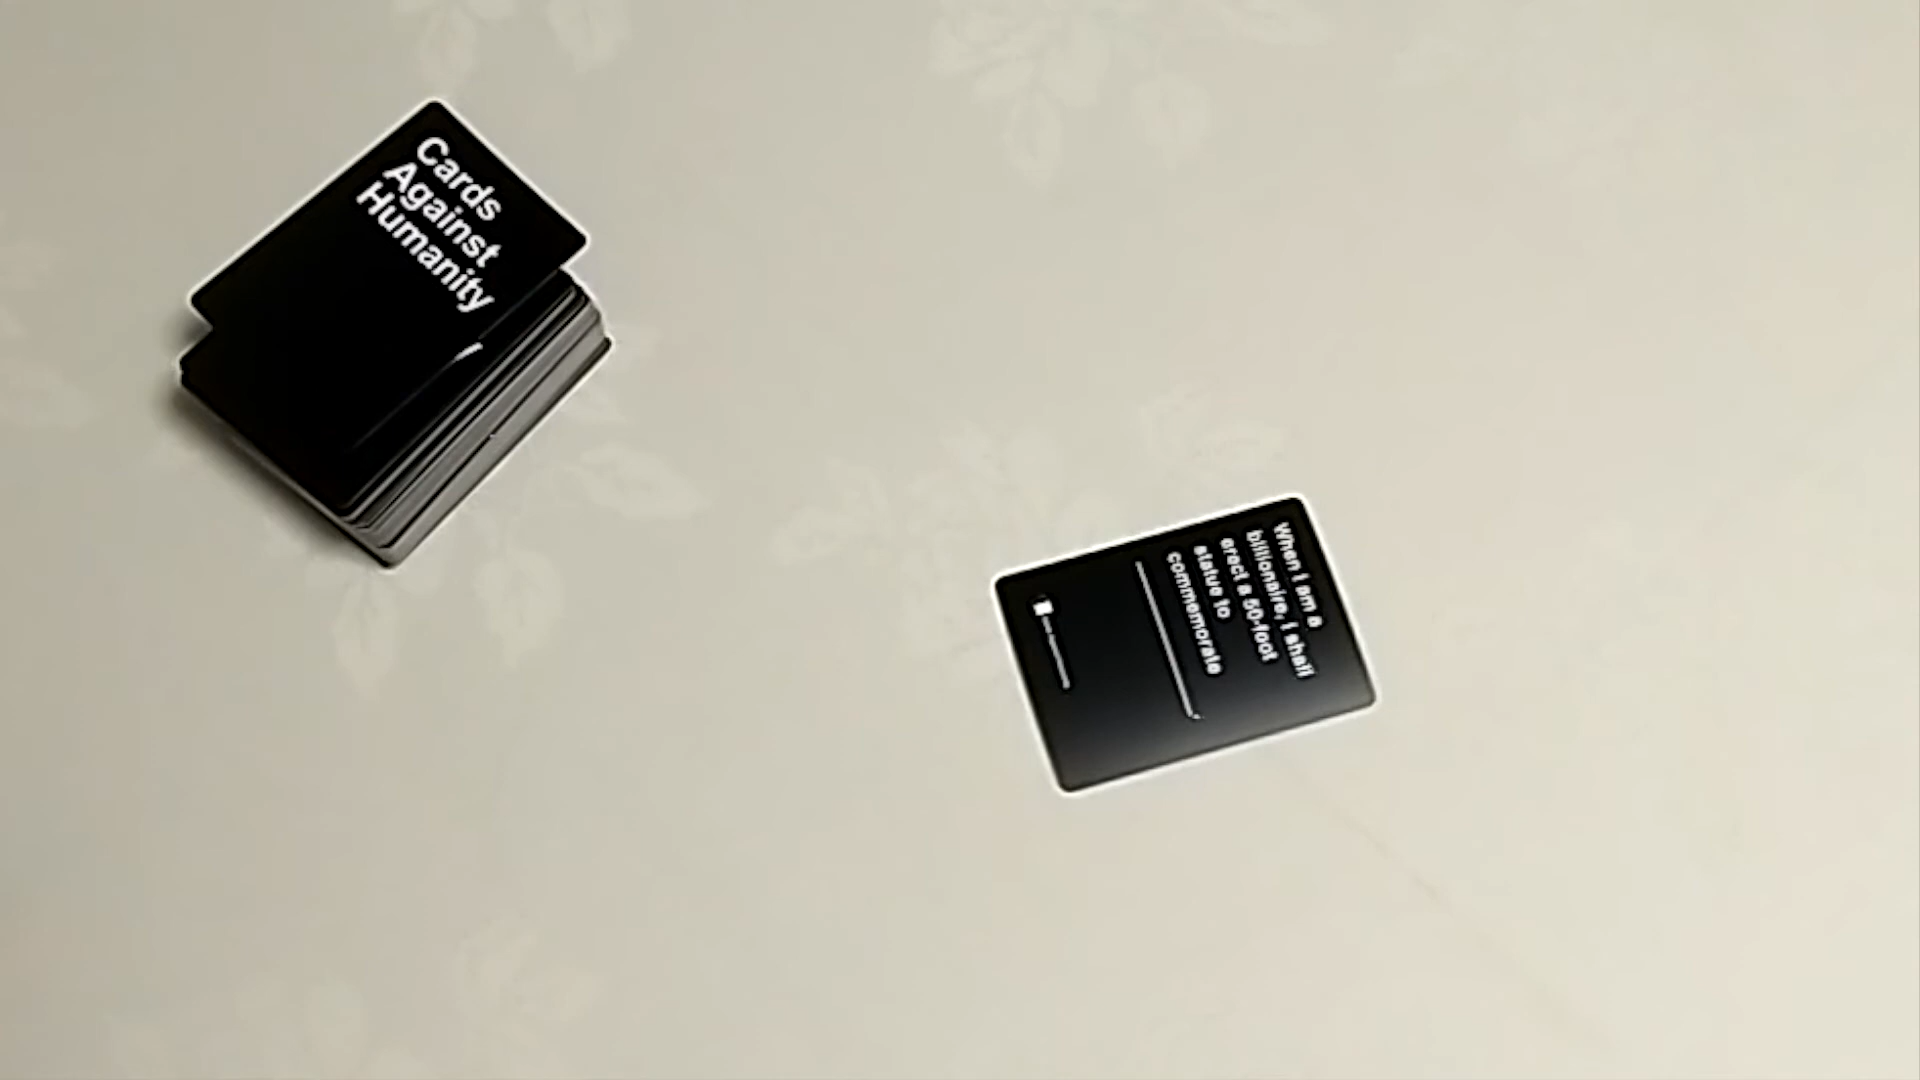 Cards
Against
Humanity
When I am a
billionaire, I shall
erect a 50-foot
statue to
commemorate